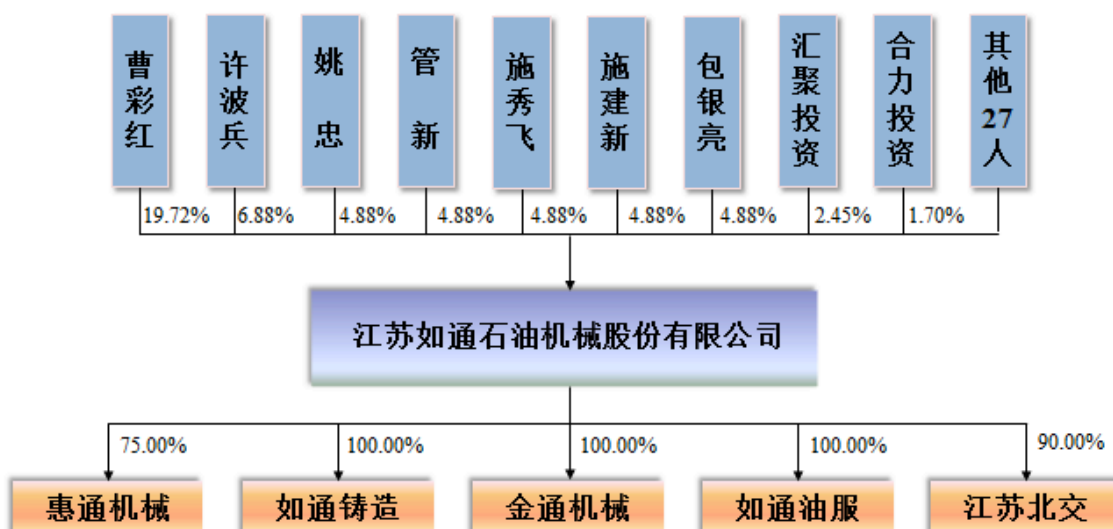 曹彩红
许波兵
姚忠
管新
施秀飞
施建新
包银亮
汇聚投资
合力投资
其他27人
19.72%
6.88%
4.88%
4.88%
4.88%
4.88%
4.88%
2.45%
1.70%
江苏如通石油机械股份有限公司
75.00%
100.00%
100.00%
100.00%
90.00%
惠通机械
如通铸造
金通机械
如通油服
江苏北交